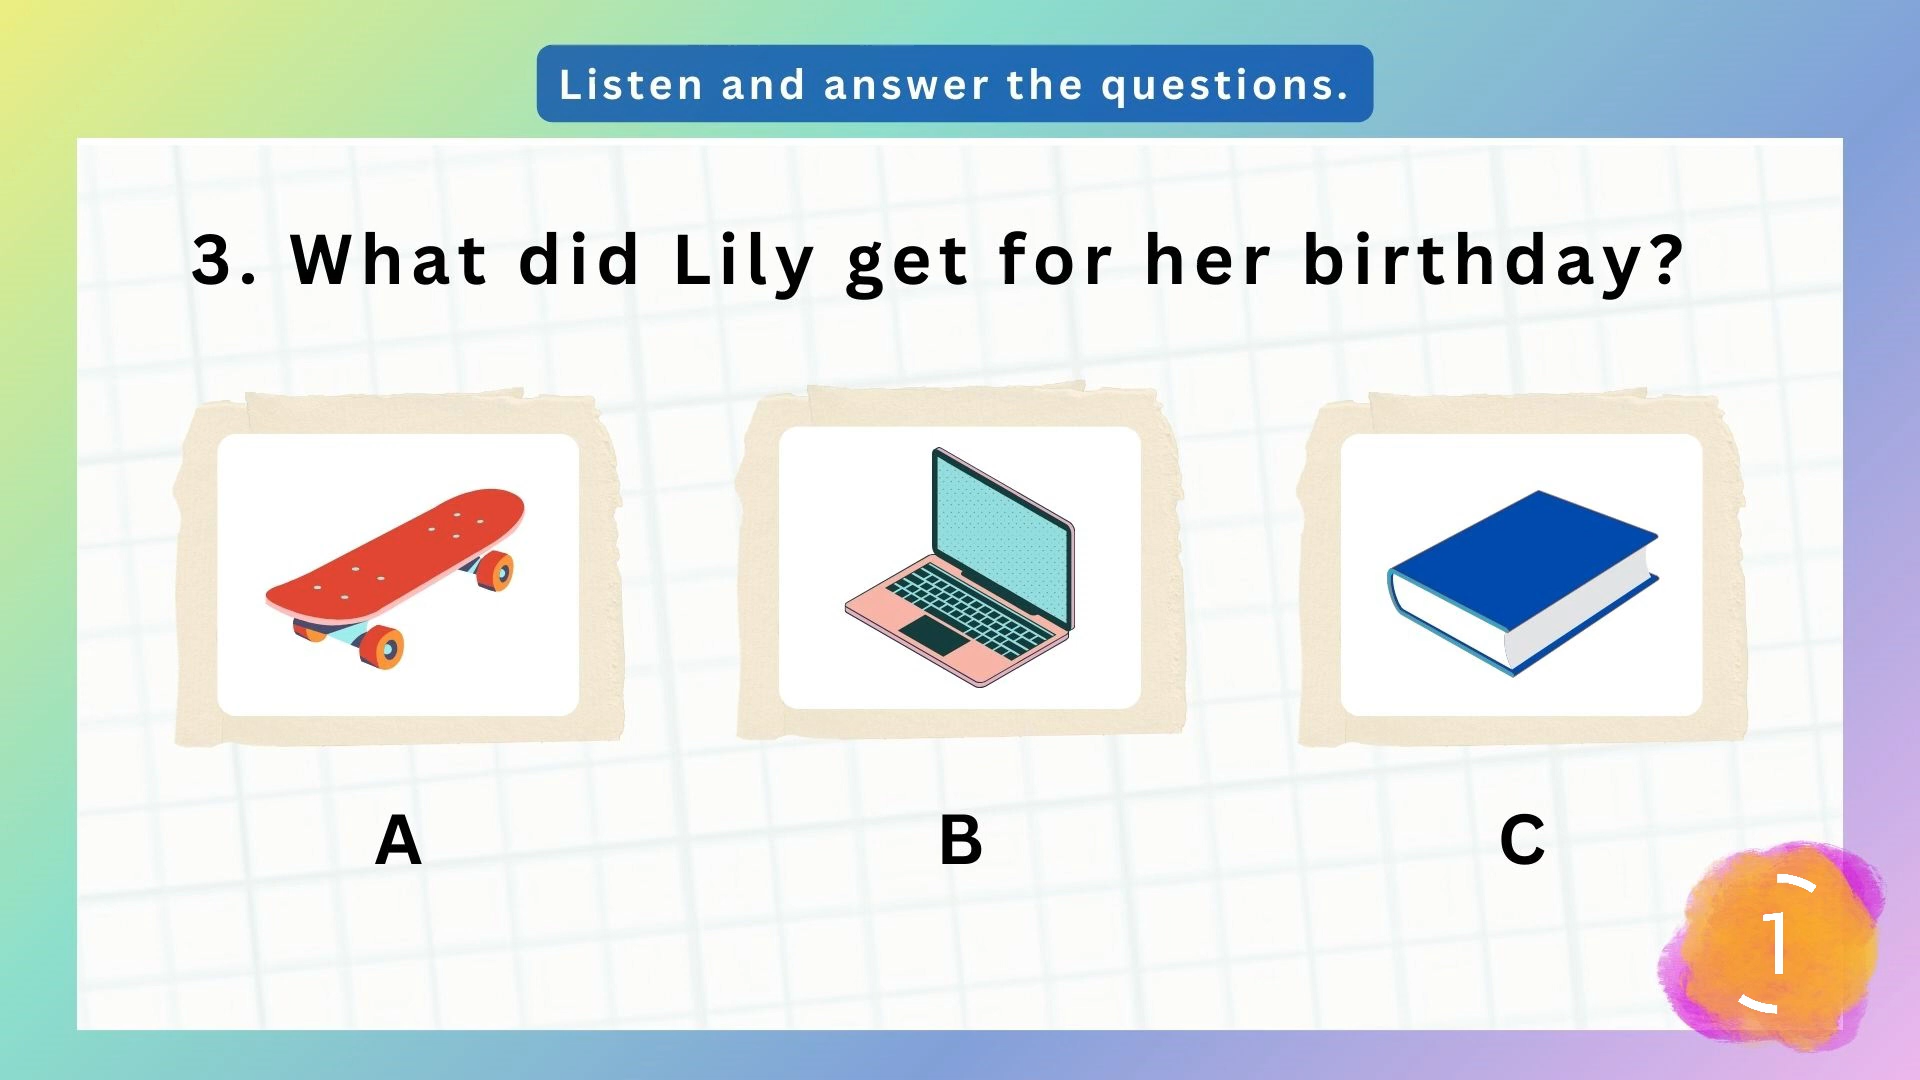 Listen and answer the questions.
3. What did Lily get for her birthday?
A
B
C
1